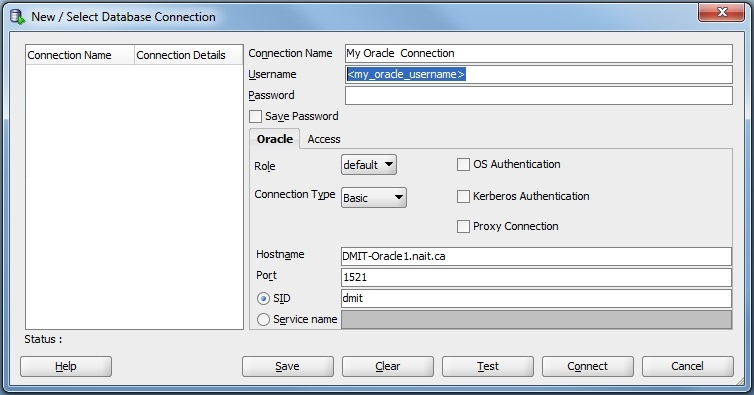 New / Select Database Connection
Connection Name Connection Details
Connection Name My Oracle  Connection
Username <my_oracle_username>
Password
Save Password
Oracle Access
Role default OS Authentication
Connection Type Basic Kerberos Authentication
Proxy Connection
Hostname DMIT-Oracle1.nait.ca
Port 1521
SID dmit
Service name
Status :
Help Save Clear Test Connect Cancel